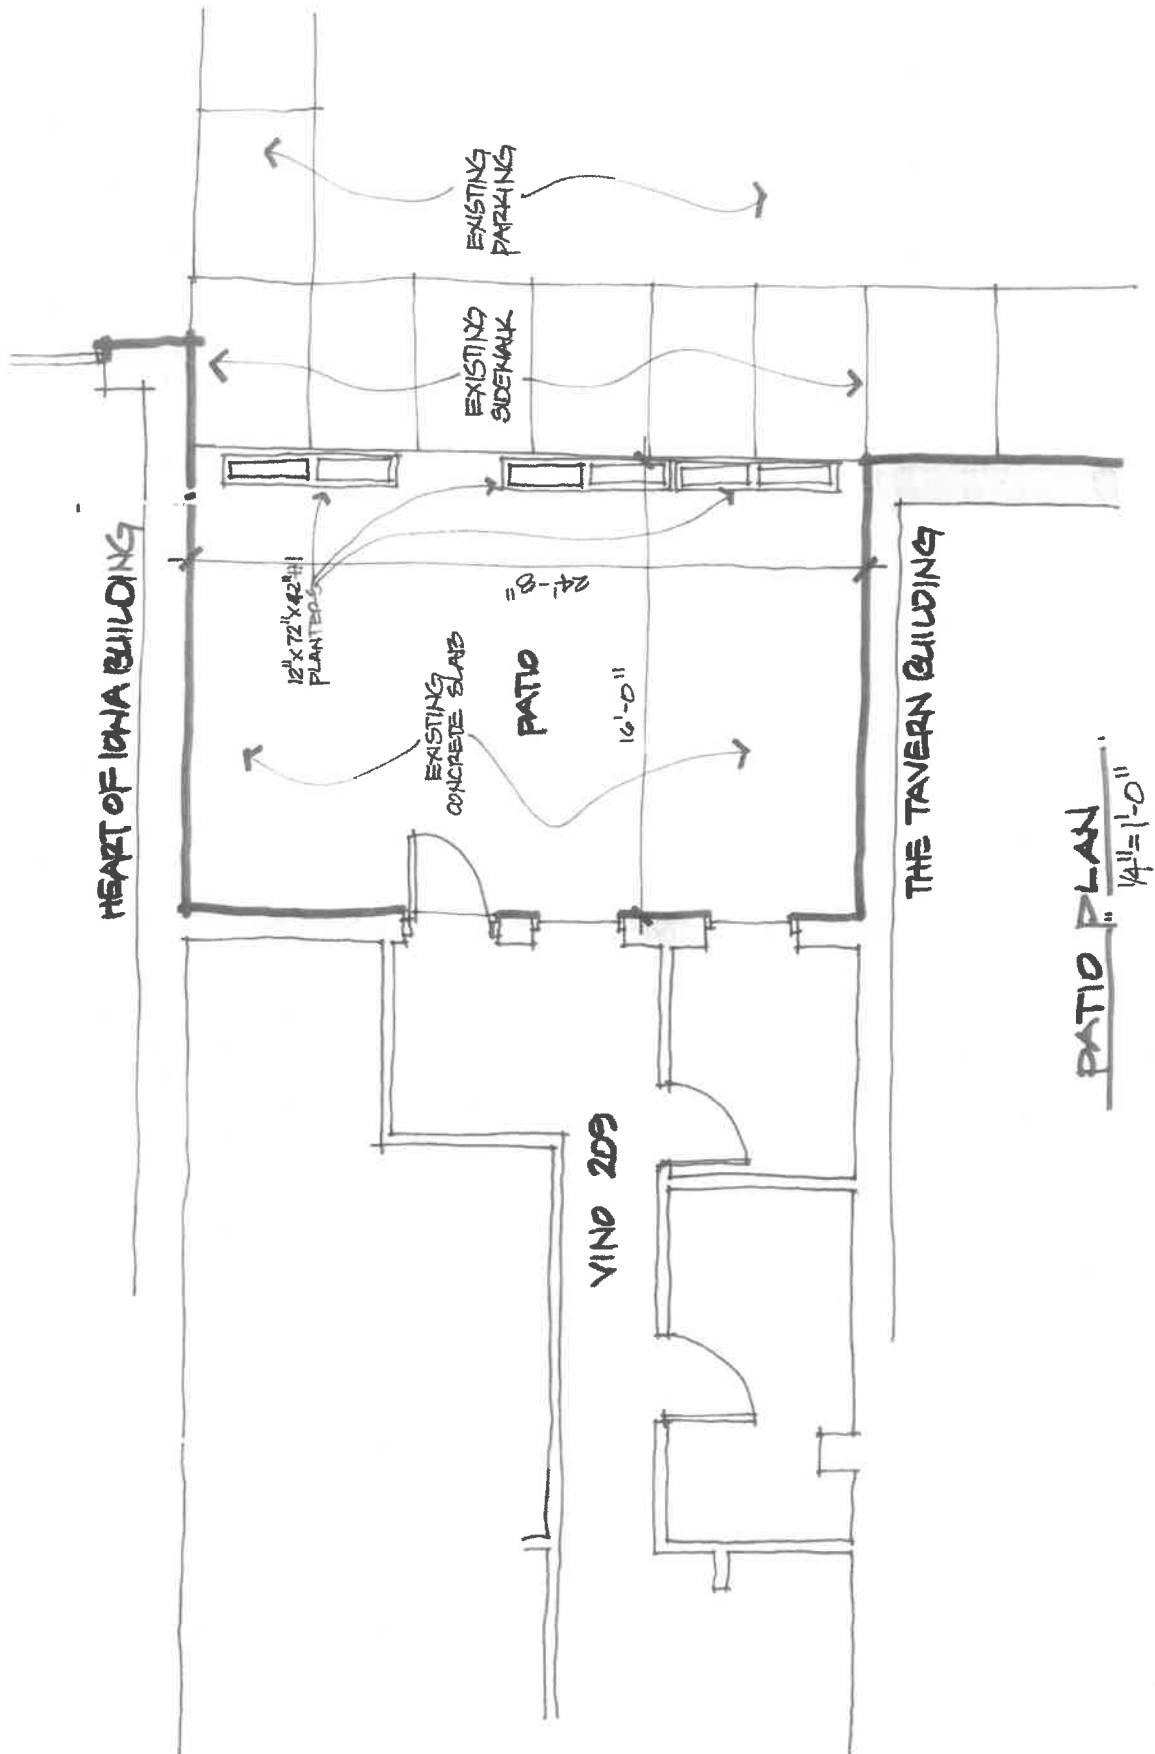 HEART OF IOWA BUILDING
EXISTING
PARKING
EXISTING
SIDEWALK
12"x72"x42"HI
PLANTERS
24'-8"
EXISTING
CONCRETE SLAB
PATIO
16'-0"
VINO 209
THE TAVERN BUILDING
PATIO PLAN
1/4"=1'-0"